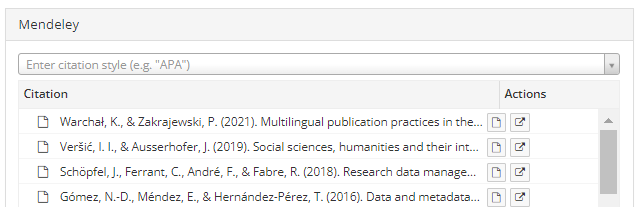 Mendeley
Enter citation style (e.g. "APA")
Citation Actions
Warchał, K., & Zakrajewski, P. (2021). Multilingual publication practices in the...
Veršić, I. I., & Ausserhofer, J. (2019). Social sciences, humanities and their int...
Schöpfel, J., Ferrant, C., André, F., & Fabre, R. (2018). Research data manage...
Gómez, N.-D., Méndez, E., & Hernández-Pérez, T. (2016). Data and metadata...